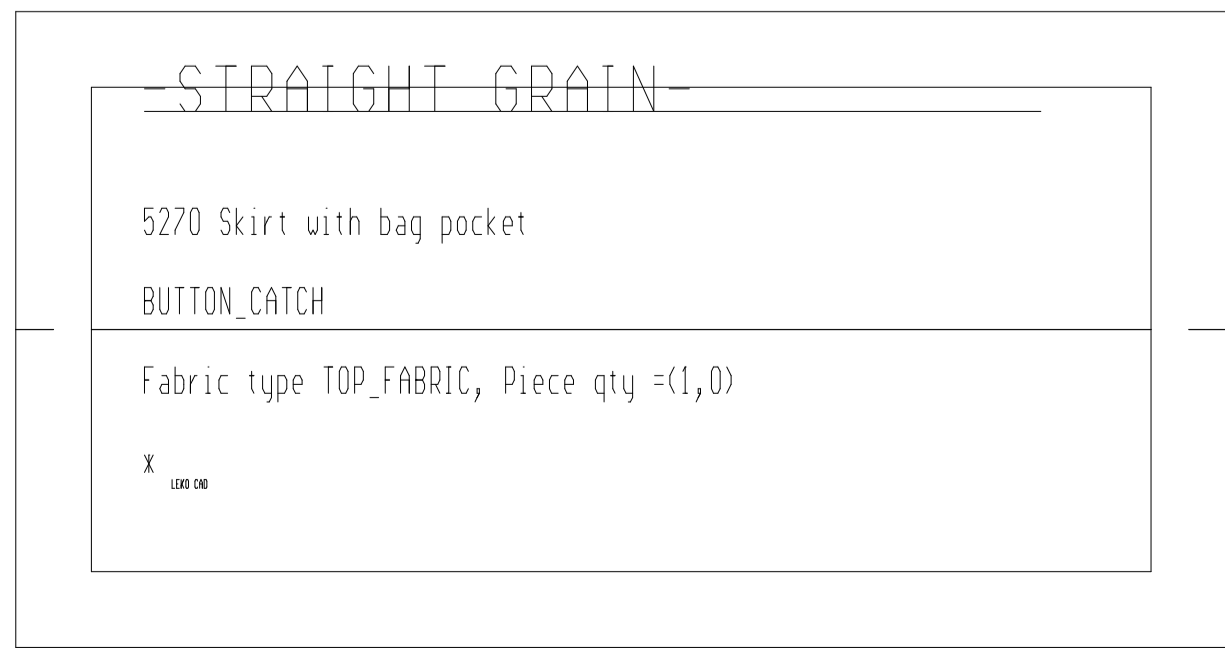 -STRAIGHT GRAIN-
5270 Skirt with bag pocket
BUTTON_CATCH
Fabric type TOP_FABRIC, Piece qty =(1,0)
*
LEKO CAD